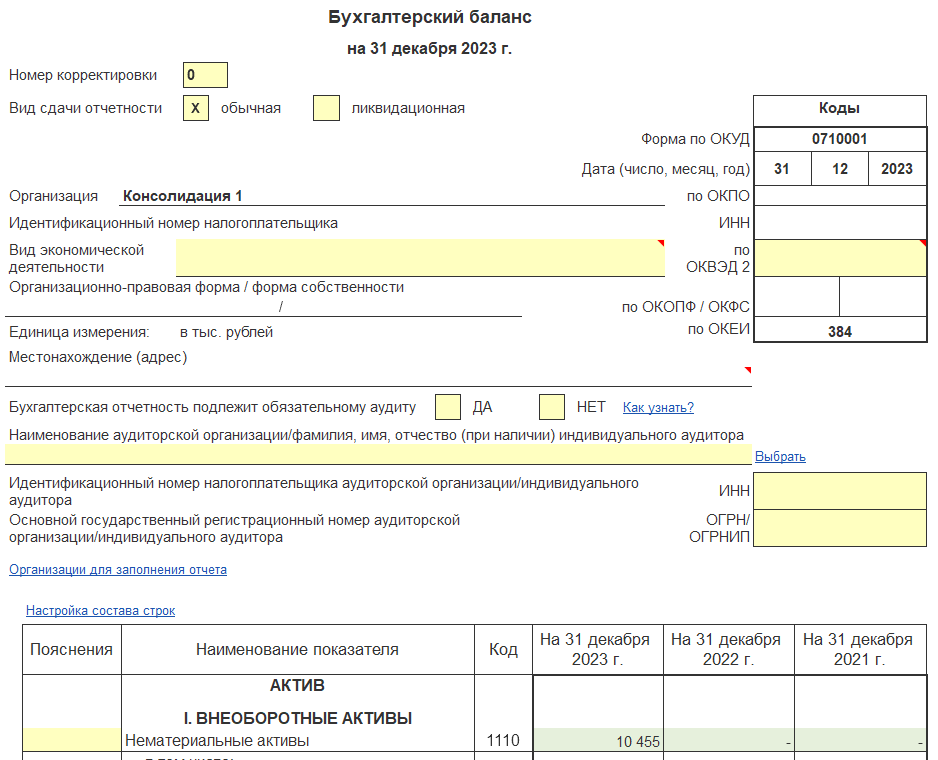 Бухгалтерский баланс
на 31 декабря 2023 г.
Номер корректировки 0
Вид сдачи отчетности X обычная ликвидационная
Коды
Форма по ОКУД 0710001
Дата (число, месяц, год) 31 12 2023
Организация Консолидация 1 по ОКПО
Идентификационный номер налогоплательщика ИНН
Вид экономической
деятельности
по
ОКВЭД 2
Организационно-правовая форма / форма собственности
/ по ОКОПФ / ОКФС
Единица измерения: в тыс. рублей по ОКЕИ 384
Местонахождение (адрес)
Бухгалтерская отчетность подлежит обязательному аудиту ДА НЕТ Как узнать?
Наименование аудиторской организации/фамилия, имя, отчество (при наличии) индивидуального аудитора
Выбрать
Идентификационный номер налогоплательщика аудиторской организации/индивидуального
аудитора
ИНН
Основной государственный регистрационный номер аудиторской
организации/индивидуального аудитора
ОГРН/
ОГРНИП
Организации для заполнения отчета
Настройка состава строк
Пояснения Наименование показателя Код На 31 декабря
2023 г.
На 31 декабря
2022 г.
На 31 декабря
2021 г.
АКТИВ
I. ВНЕОБОРОТНЫЕ АКТИВЫ
Нематериальные активы 1110 10 455 - -